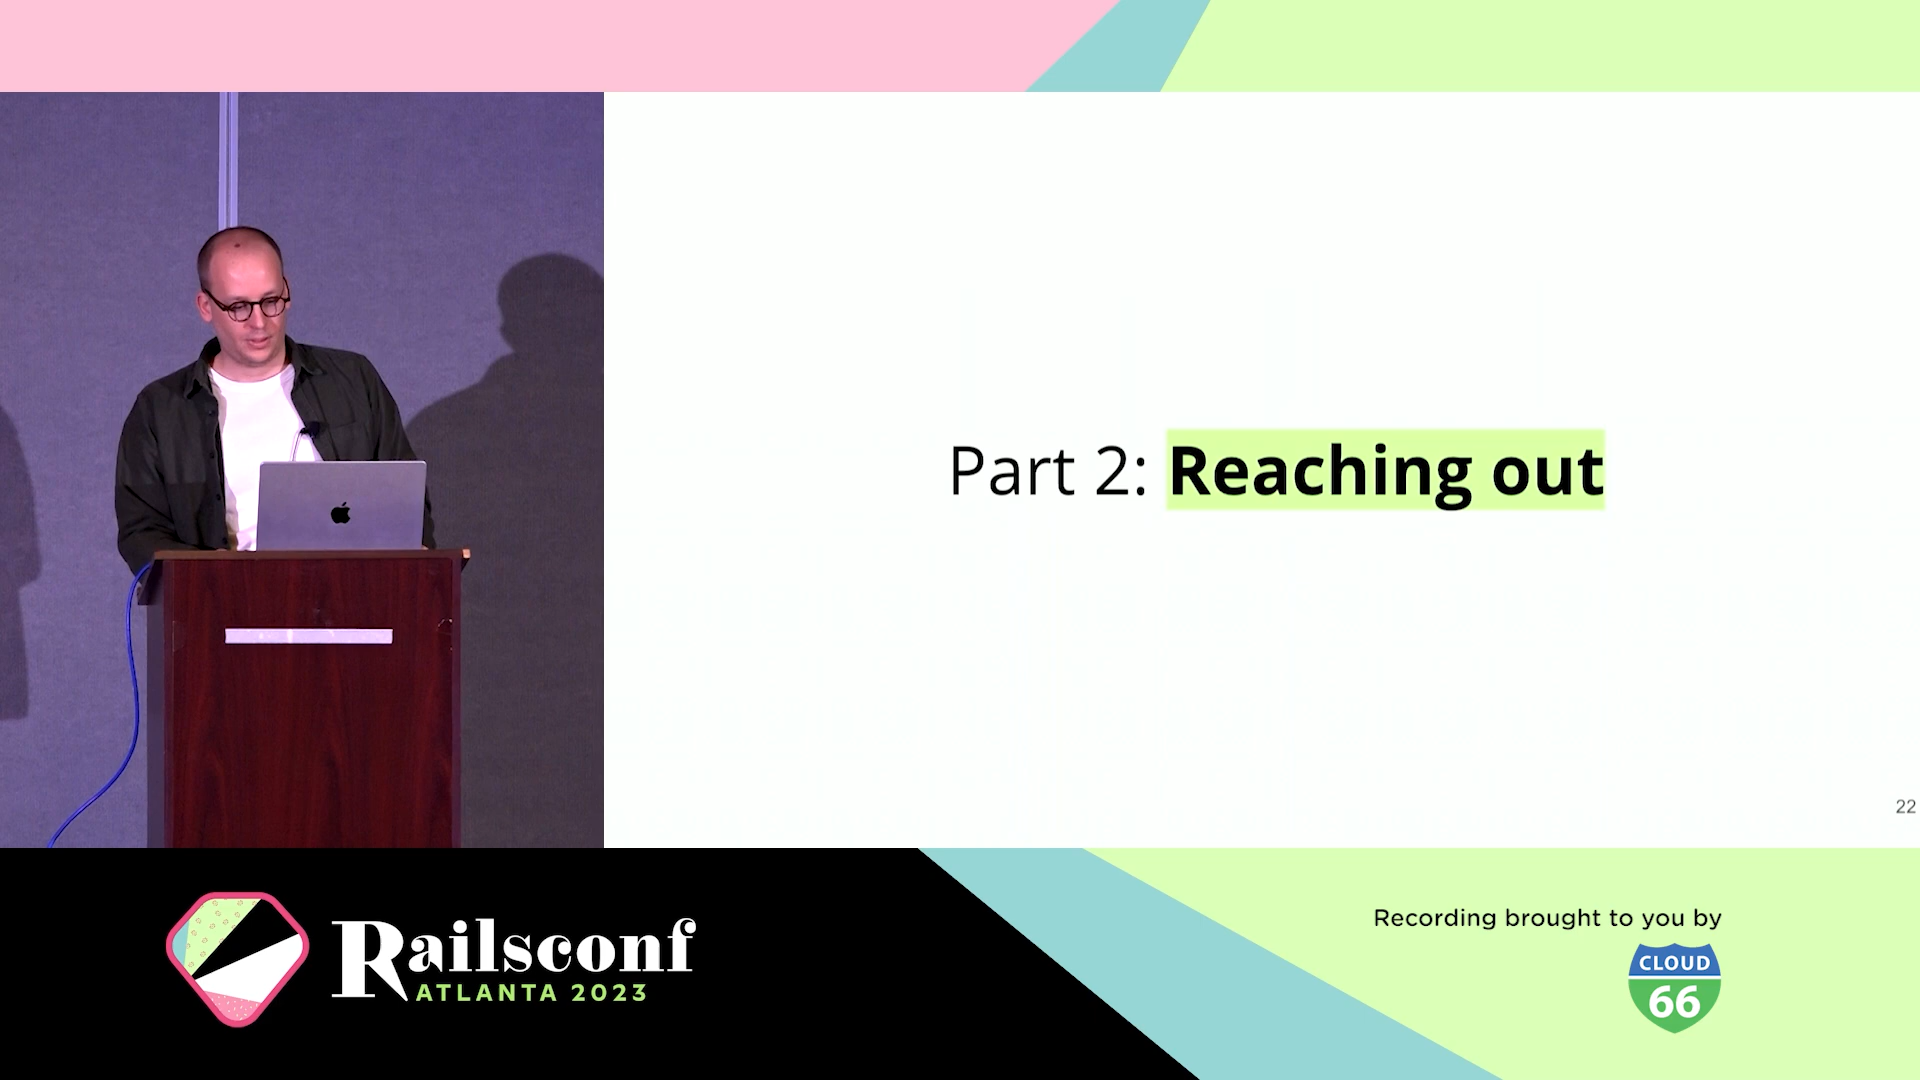 Part 2: Reaching out
22
Railsconf
ATLANTA 2023
Recording brought to you by
CLOUD
66